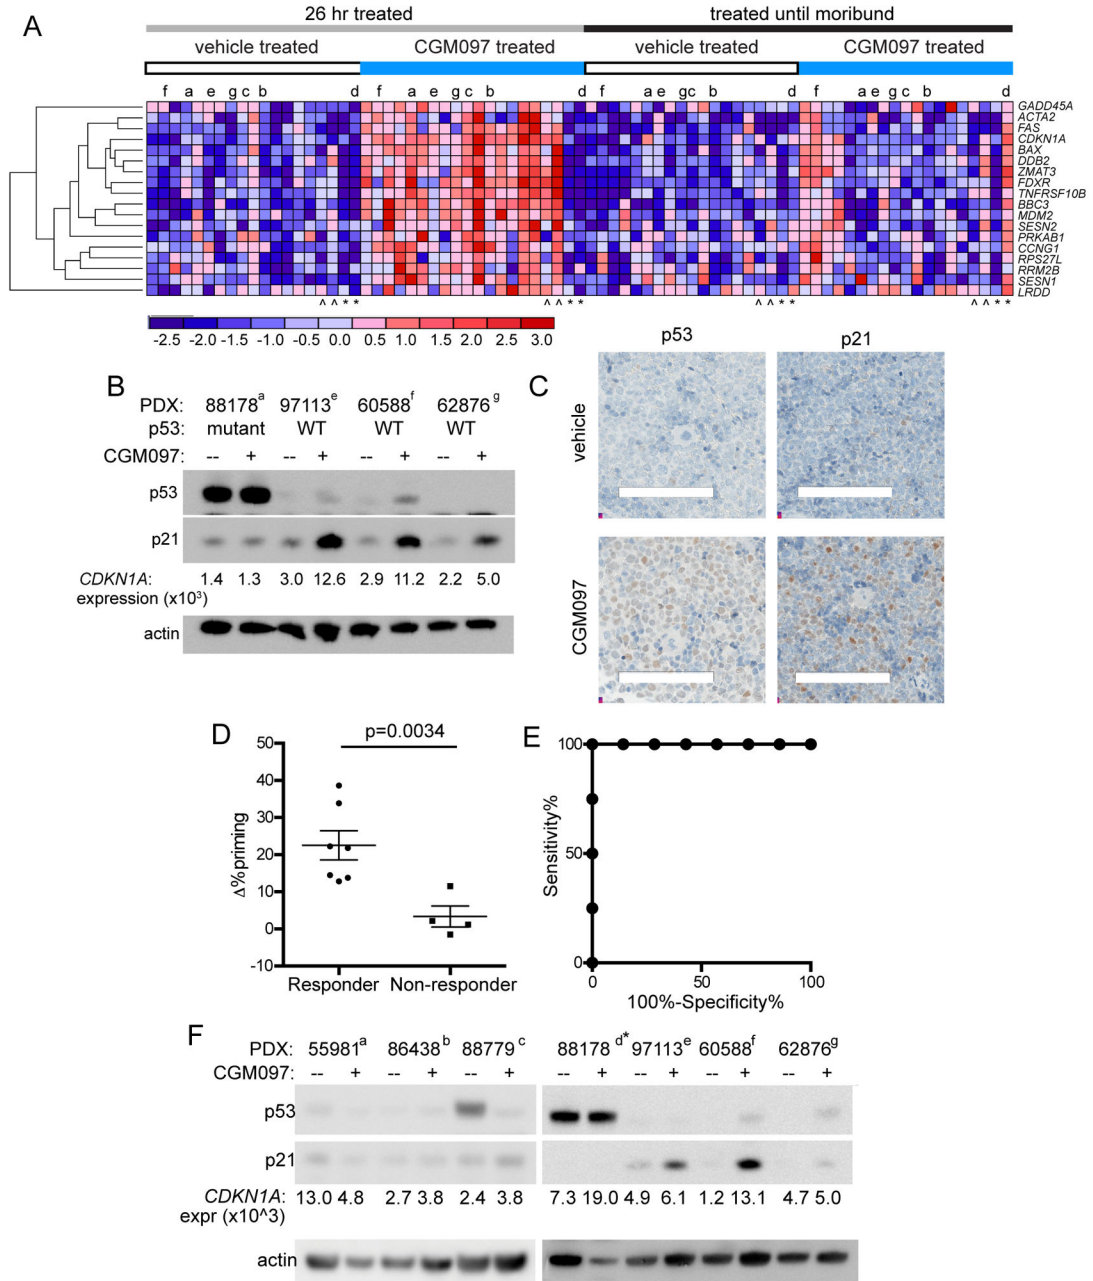 A
26 hr treated
treated until moribund
vehicle treated
CGM097 treated
vehicle treated
CGM097 treated
f a e g c b d f a e g c b d f a e g c b d f a e g c b d
GADD45A
ACTA2
FAS
CDKN1A
BAX
DDB2
ZMAT3
FDXR
TNFRSF10B
BBC3
MDM2
SESN2
PRKAB1
CCNG1
RPS27L
RRM2B
SESN1
LRDD
^ ^ * * ^ ^ * * ^ ^ * * ^ ^ * *
-2.5 -2.0 -1.5 -1.0 -0.5 0.0 0.5 1.0 1.5 2.0 2.5 3.0
B
PDX: 88178a 97113e 60588f 62876g
p53: mutant WT WT WT
CGM097: -- + -- + -- + -- +
p53
p21
CDKN1A: 1.4 1.3 3.0 12.6 2.9 11.2 2.2 5.0
expression (x10³)
actin
C
p53 p21
vehicle
CGM097
D
p=0.0034
50
40
30
20
10
0
-10
Δ%priming
Responder Non-responder
E
100
50
0
Sensitivity%
0 50 100
100%-Specificity%
F
PDX: 55981a 86438b 88779c 88178d* 97113e 60588f 62876g
CGM097: -- + -- + -- + -- + -- + -- + -- +
p53
p21
CDKN1A: 13.0 4.8 2.7 3.8 2.4 3.8 7.3 19.0 4.9 6.1 1.2 13.1 4.7 5.0
expr (x10^3)
actin